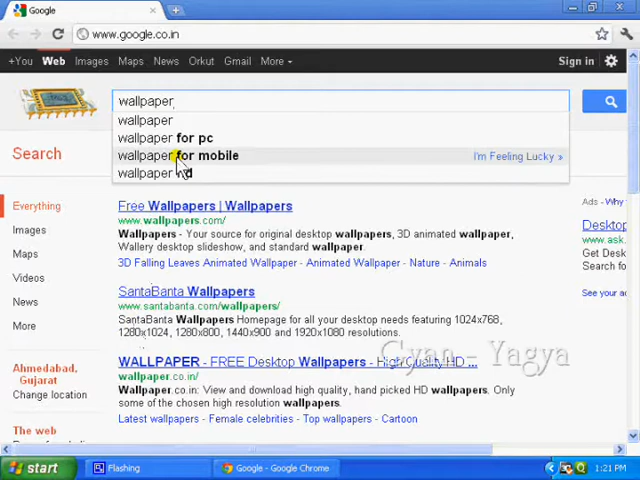 Google
www.google.co.in
+You Web Images Maps News Orkut Gmail More Sign in
wallpaper
wallpaper
wallpaper for pc
wallpaper for mobile I'm Feeling Lucky »
wallpaper hd
Search
Everything
Images
Maps
Videos
News
More
Ahmedabad,
Gujarat
Change location
The web
Free Wallpapers | Wallpapers
www.wallpapers.com/
Wallpapers - Your source for original desktop wallpapers, 3D animated wallpaper,
Wallery desktop slideshow, and standard wallpaper.
3D Falling Leaves Animated Wallpaper - Animated Wallpaper - Nature - Animals
SantaBanta Wallpapers
www.santabanta.com/wallpapers/
SantaBanta Wallpapers Homepage for all your desktop needs featuring 1024x768,
1280x1024, 1280x800, 1440x900 and 1920x1080 resolutions.
WALLPAPER - FREE Desktop Wallpapers - High Quality HD ...
wallpaper.co.in/
Wallpaper.co.in: View and download high quality, hand picked HD wallpapers. Only
some of the chosen high resolution wallpapers.
Latest wallpapers - Female celebrities - Top wallpapers - Cartoon
Ads - Why
Desktop
www.ask.
Get Desk
Search fo
See your a
Gyan - Yagya
start
Flashing
Google - Google Chrome
1:21 PM